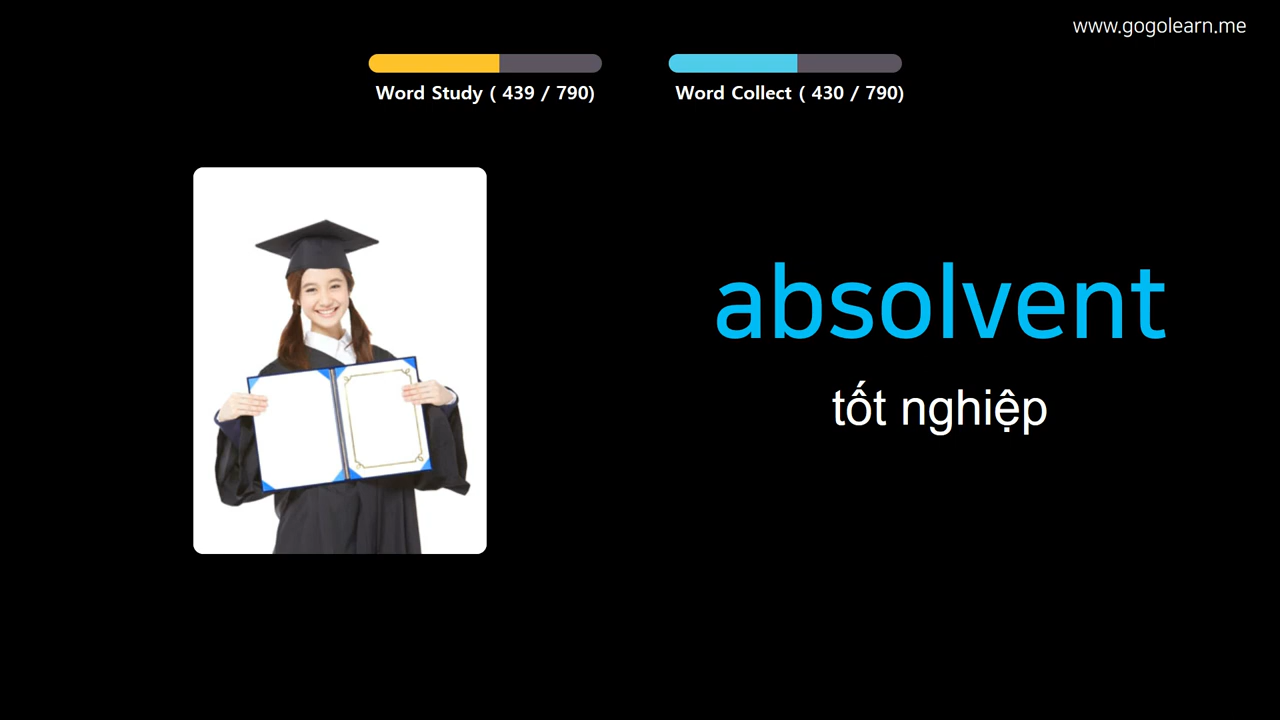 www.gogolearn.me
Word Study ( 439 / 790)
Word Collect ( 430 / 790)
absolvent
tốt nghiệp